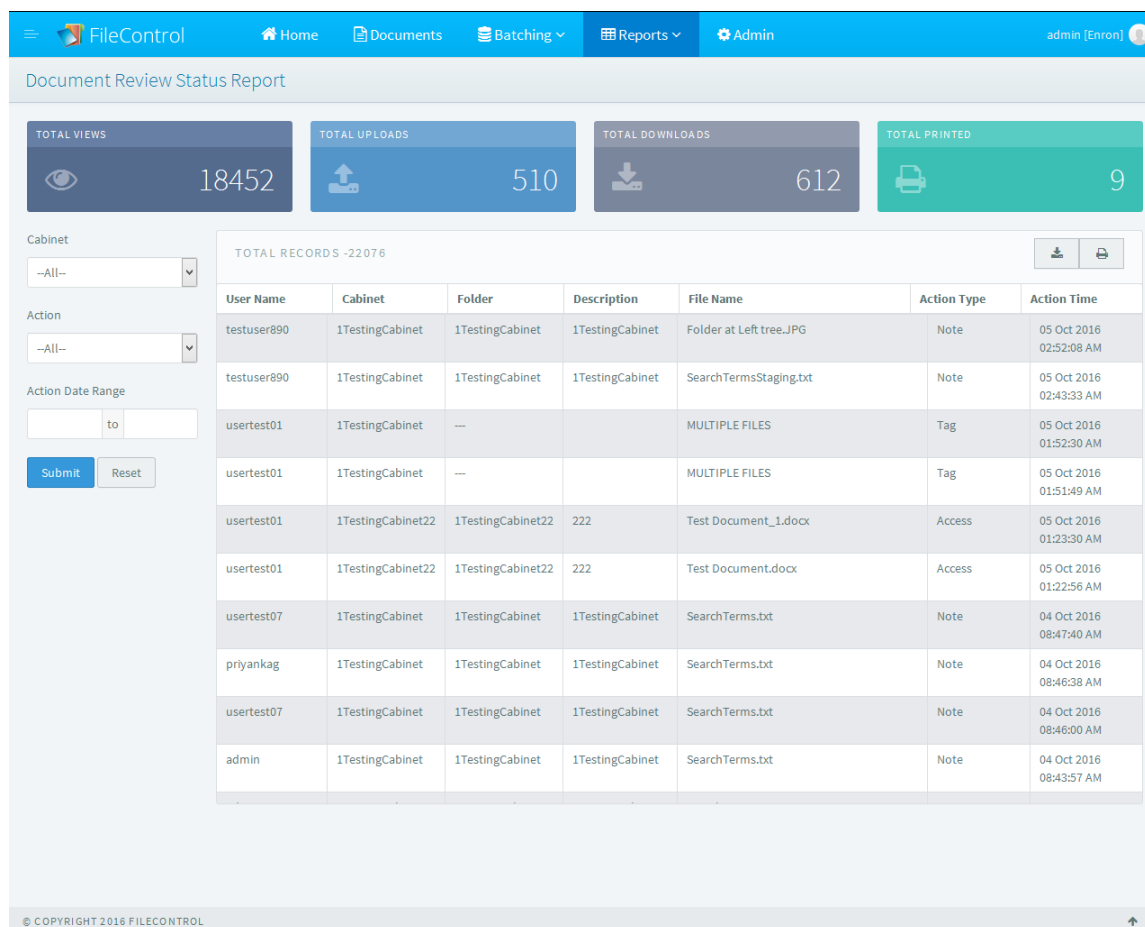 FileControl Home Documents Batching Reports Admin admin [Enron]
Document Review Status Report
TOTAL VIEWS TOTAL UPLOADS TOTAL DOWNLOADS TOTAL PRINTED
18452 510 612 9
Cabinet
--All--
Action
--All--
Action Date Range
to
Submit Reset
TOTAL RECORDS -22076
User Name Cabinet Folder Description File Name Action Type Action Time
testuser890 1TestingCabinet 1TestingCabinet 1TestingCabinet Folder at Left tree.JPG Note 05 Oct 2016
02:52:08 AM
testuser890 1TestingCabinet 1TestingCabinet 1TestingCabinet SearchTermsStaging.txt Note 05 Oct 2016
02:43:33 AM
usertest01 1TestingCabinet --- MULTIPLE FILES Tag 05 Oct 2016
01:52:30 AM
usertest01 1TestingCabinet --- MULTIPLE FILES Tag 05 Oct 2016
01:51:49 AM
usertest01 1TestingCabinet22 1TestingCabinet22 222 Test Document_1.docx Access 05 Oct 2016
01:23:30 AM
usertest01 1TestingCabinet22 1TestingCabinet22 222 Test Document.docx Access 05 Oct 2016
01:22:56 AM
usertest07 1TestingCabinet 1TestingCabinet 1TestingCabinet SearchTerms.txt Note 04 Oct 2016
08:47:40 AM
priyankag 1TestingCabinet 1TestingCabinet 1TestingCabinet SearchTerms.txt Note 04 Oct 2016
08:46:38 AM
usertest07 1TestingCabinet 1TestingCabinet 1TestingCabinet SearchTerms.txt Note 04 Oct 2016
08:46:00 AM
admin 1TestingCabinet 1TestingCabinet 1TestingCabinet SearchTerms.txt Note 04 Oct 2016
08:43:57 AM
© COPYRIGHT 2016 FILECONTROL